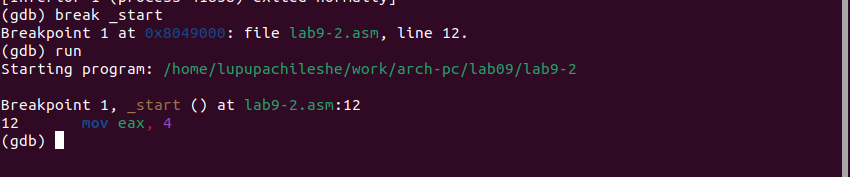 [Inferior 1 (process 41898) exited normally]
(gdb) break _start
Breakpoint 1 at 0x8049000: file lab9-2.asm, line 12.
(gdb) run
Starting program: /home/lupupachileshe/work/arch-pc/lab09/lab9-2
Breakpoint 1, _start () at lab9-2.asm:12
12 mov eax, 4
(gdb)